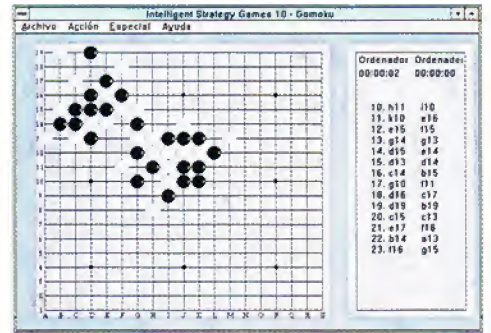 Intelligent Strategy Games 10 - Gomoku
Archivo Acción Especial Ayuda
Ordenador Ordenador
00:00:02 00:00:00
10. h11 i10
11. k10 e16
12. e15 f15
13. g14 g13
14. d15 e14
15. d13 d14
16. c14 b15
17. g10 f11
18. d16 c17
19. d19 b19
20. c15 c13
21. e17 f18
22. b14 a13
23. f16 g15